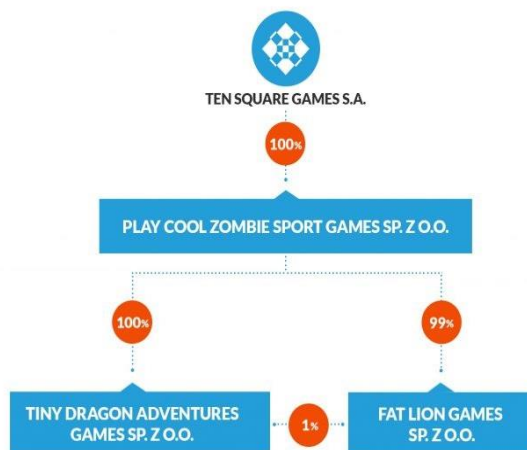 TEN SQUARE GAMES S.A.
100%
PLAY COOL ZOMBIE SPORT GAMES SP. Z O.O.
100%
99%
TINY DRAGON ADVENTURES
GAMES SP. Z O.O.
1%
FAT LION GAMES
SP. Z O.O.